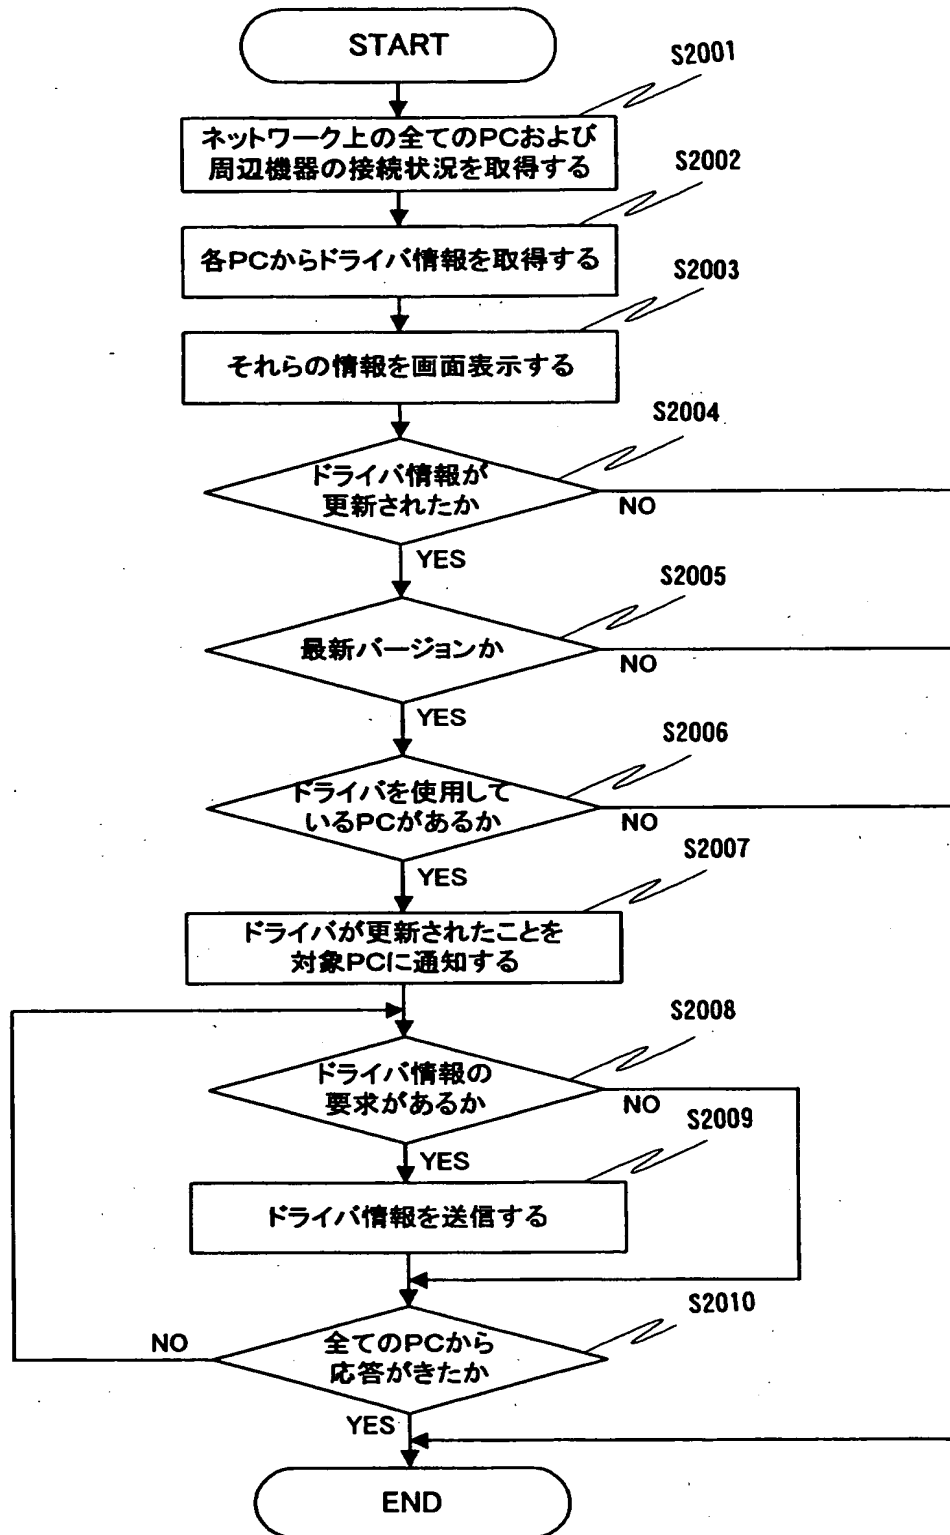 START
S2001
ネットワーク上の全てのPCおよび
周辺機器の接続状況を取得する
S2002
各PCからドライバ情報を取得する
S2003
それらの情報を画面表示する
S2004
ドライバ情報が
更新されたか
NO
YES
S2005
最新バージョンか
NO
YES
S2006
ドライバを使用して
いるPCがあるか
NO
YES
S2007
ドライバが更新されたことを
対象PCに通知する
S2008
ドライバ情報の
要求があるか
NO
YES
S2009
ドライバ情報を送信する
S2010
全てのPCから
応答がきたか
NO
YES
END